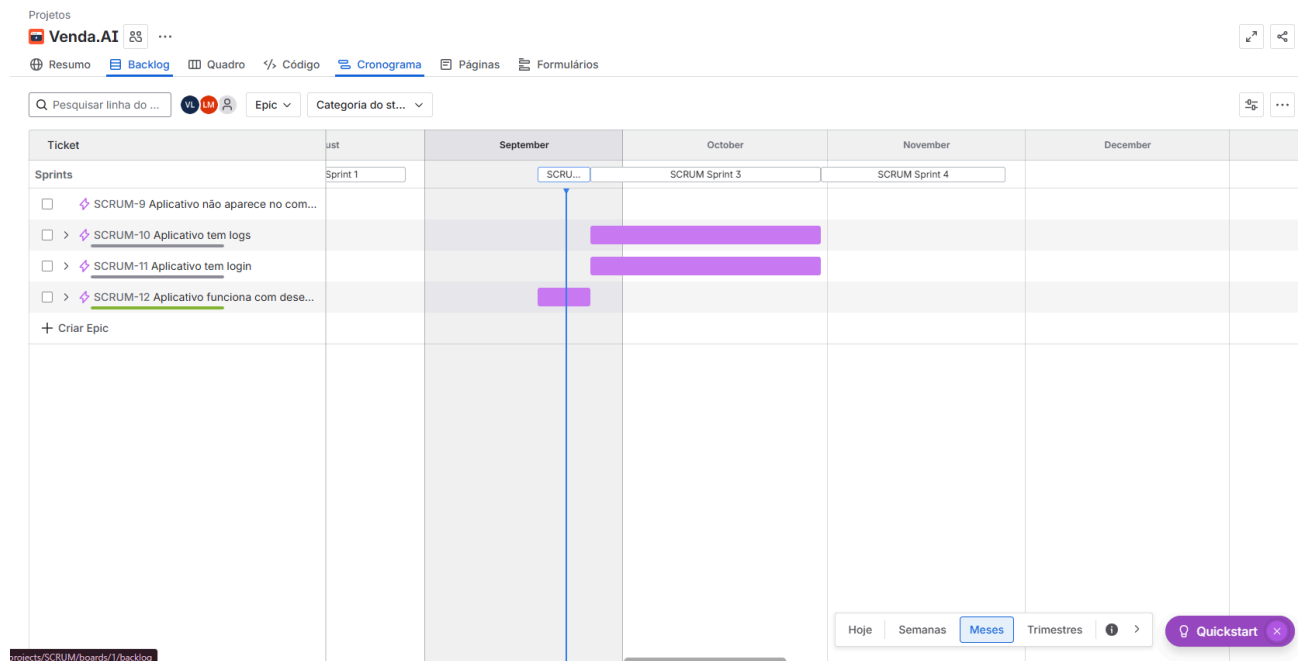 Projetos
Venda.AI
Resumo Backlog Quadro Código Cronograma Páginas Formulários
Pesquisar linha do ... VL LM Epic Categoria do st...
Ticket ust September October November December
Sprints Sprint 1 SCRU... SCRUM Sprint 3 SCRUM Sprint 4
SCRUM-9 Aplicativo não aparece no com...
SCRUM-10 Aplicativo tem logs
SCRUM-11 Aplicativo tem login
SCRUM-12 Aplicativo funciona com dese...
+ Criar Epic
Hoje Semanas Meses Trimestres Quickstart
projects/SCRUM/boards/1/backlog